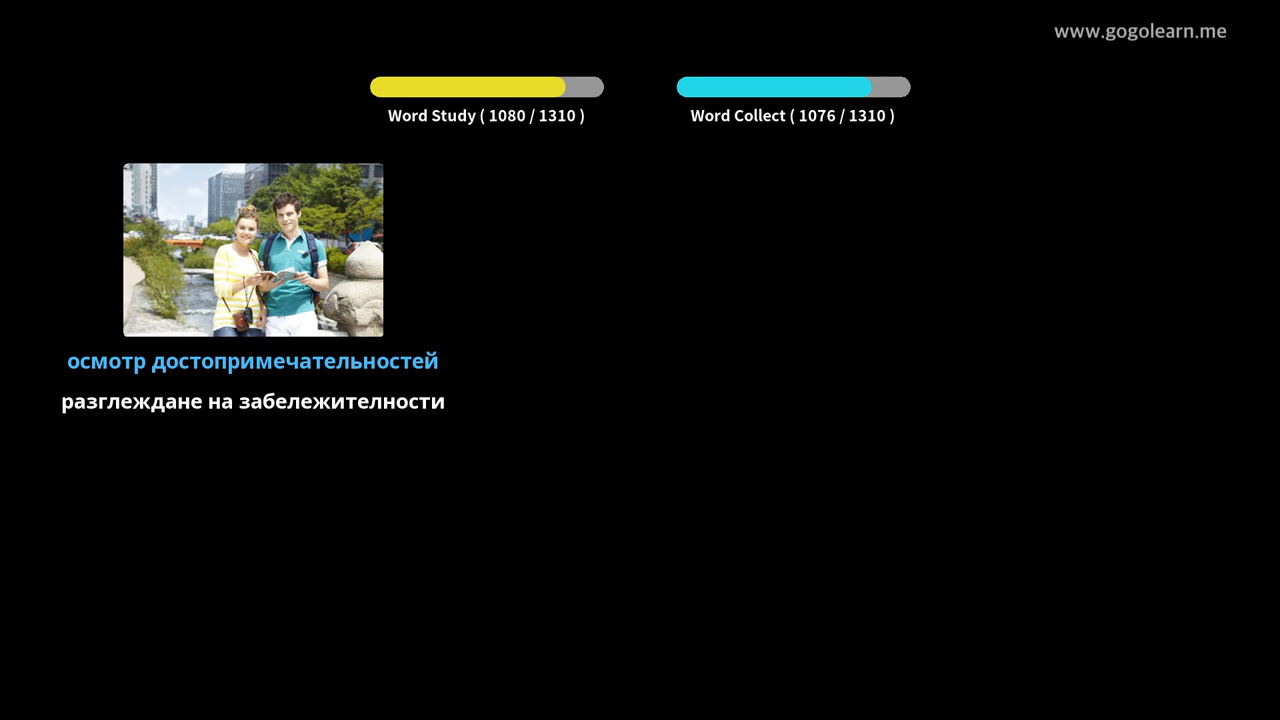 www.gogolearn.me
Word Study ( 1080 / 1310 )
Word Collect ( 1076 / 1310 )
осмотр достопримечательностей
разглеждане на забележителности